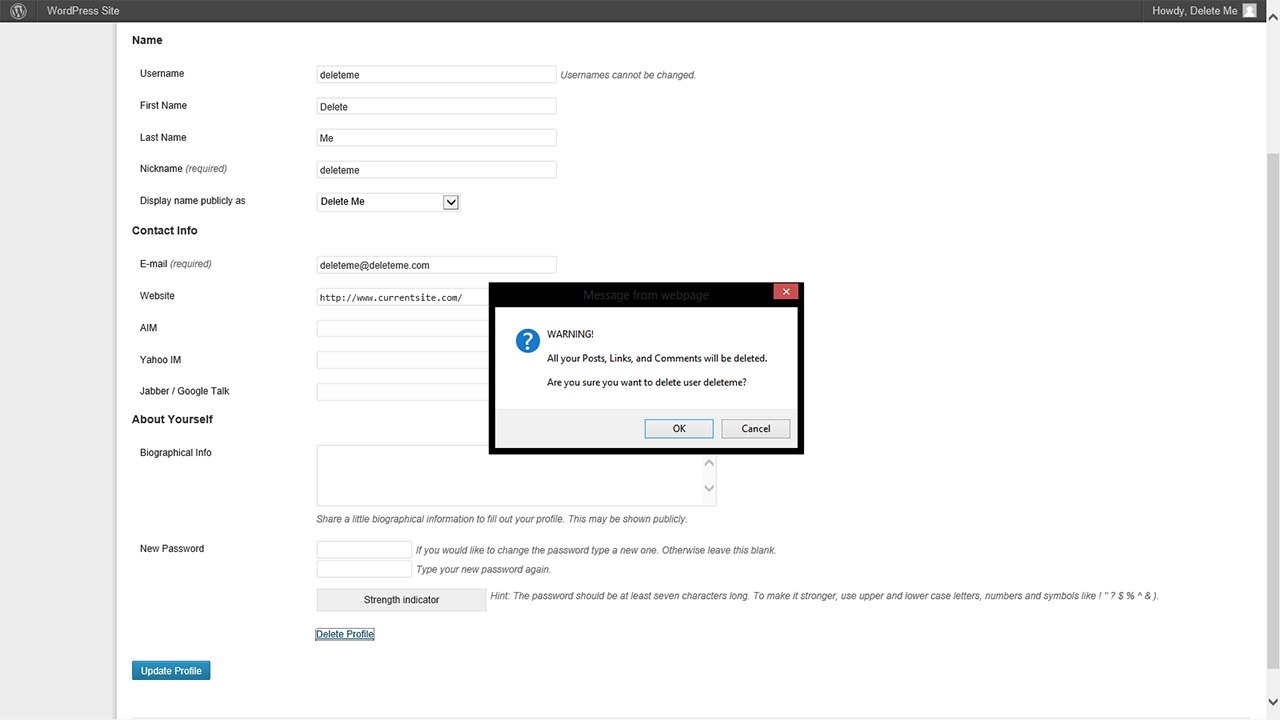 WordPress Site
Howdy, Delete Me
Name
Username
deleteme
Usernames cannot be changed.
First Name
Delete
Last Name
Me
Nickname (required)
deleteme
Display name publicly as
Delete Me
Contact Info
E-mail (required)
deleteme@deleteme.com
Website
http://www.currentsite.com/
AIM
Yahoo IM
Jabber / Google Talk
Message from webpage
WARNING!
All your Posts, Links, and Comments will be deleted.
Are you sure you want to delete user deleteme?
OK
Cancel
About Yourself
Biographical Info
Share a little biographical information to fill out your profile. This may be shown publicly.
New Password
If you would like to change the password type a new one. Otherwise leave this blank.
Type your new password again.
Strength indicator
Hint: The password should be at least seven characters long. To make it stronger, use upper and lower case letters, numbers and symbols like ! " ? $ % ^ & ).
Delete Profile
Update Profile